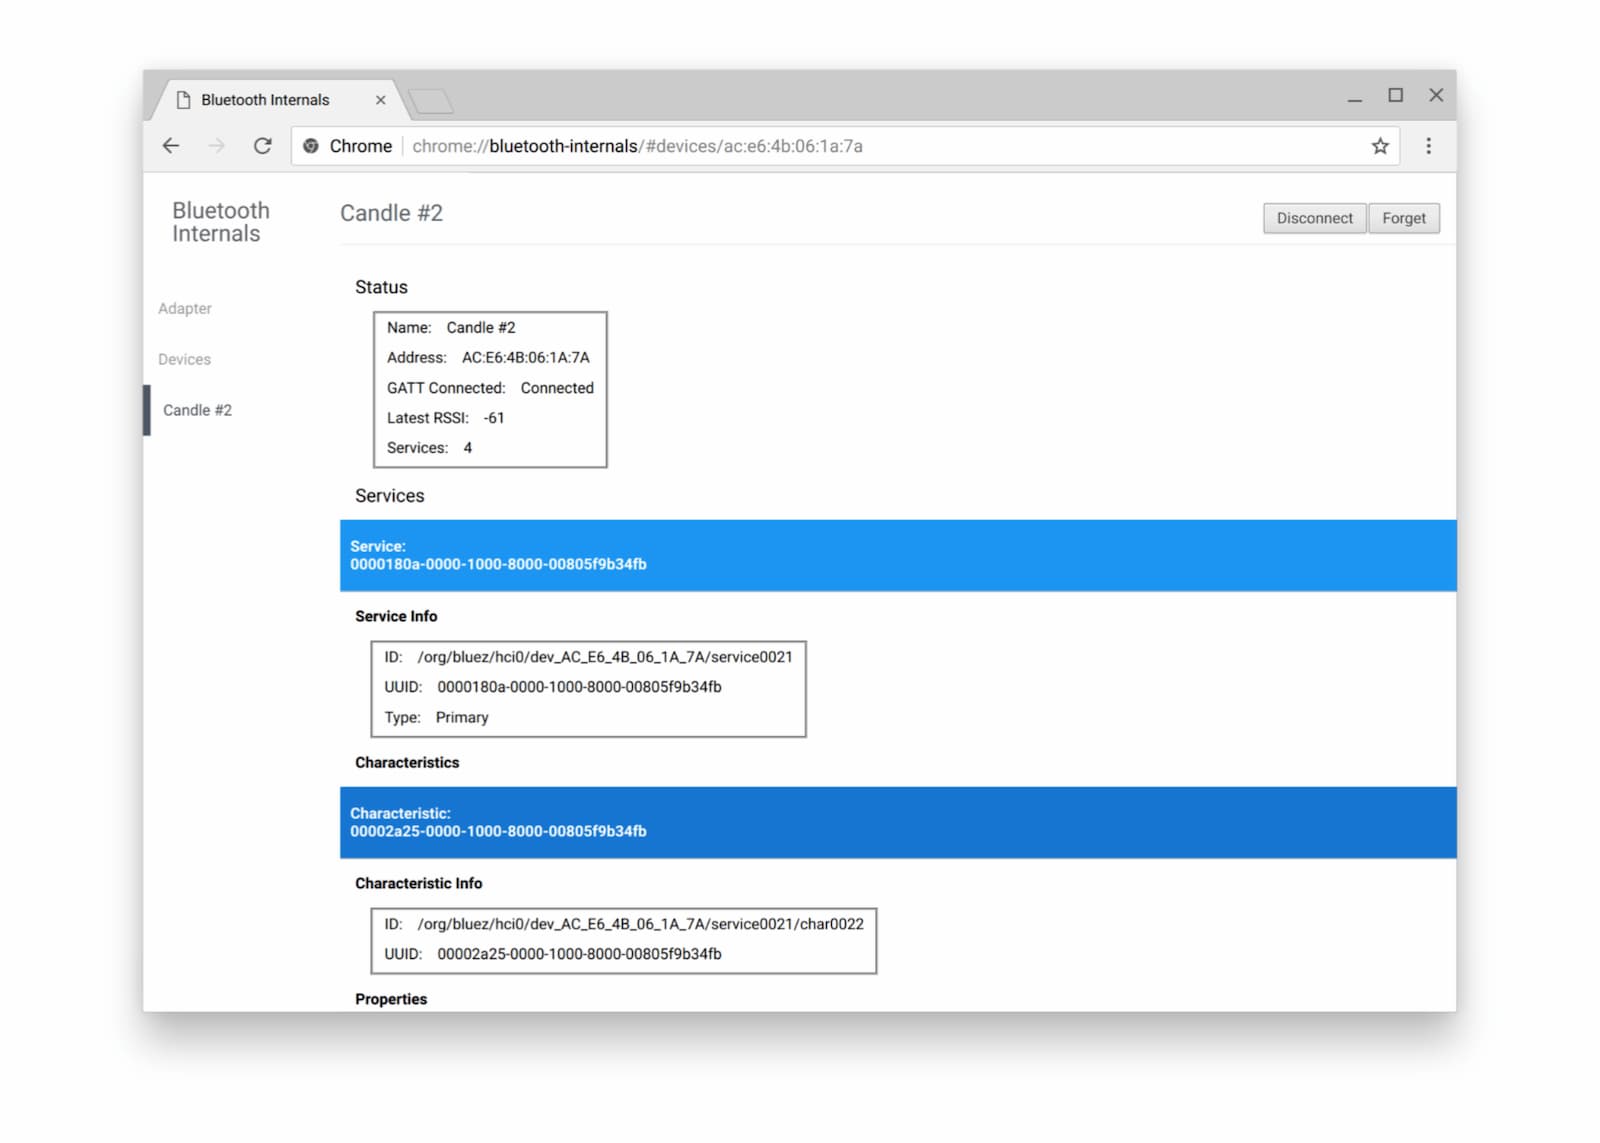 Bluetooth Internals
Chrome chrome://bluetooth-internals/#devices/ac:e6:4b:06:1a:7a
Bluetooth
Internals
Adapter
Devices
Candle #2
Candle #2
Disconnect Forget
Status
Name: Candle #2
Address: AC:E6:4B:06:1A:7A
GATT Connected: Connected
Latest RSSI: -61
Services: 4
Services
Service:
0000180a-0000-1000-8000-00805f9b34fb
Service Info
ID: /org/bluez/hci0/dev_AC_E6_4B_06_1A_7A/service0021
UUID: 0000180a-0000-1000-8000-00805f9b34fb
Type: Primary
Characteristics
Characteristic:
00002a25-0000-1000-8000-00805f9b34fb
Characteristic Info
ID: /org/bluez/hci0/dev_AC_E6_4B_06_1A_7A/service0021/char0022
UUID: 00002a25-0000-1000-8000-00805f9b34fb
Properties